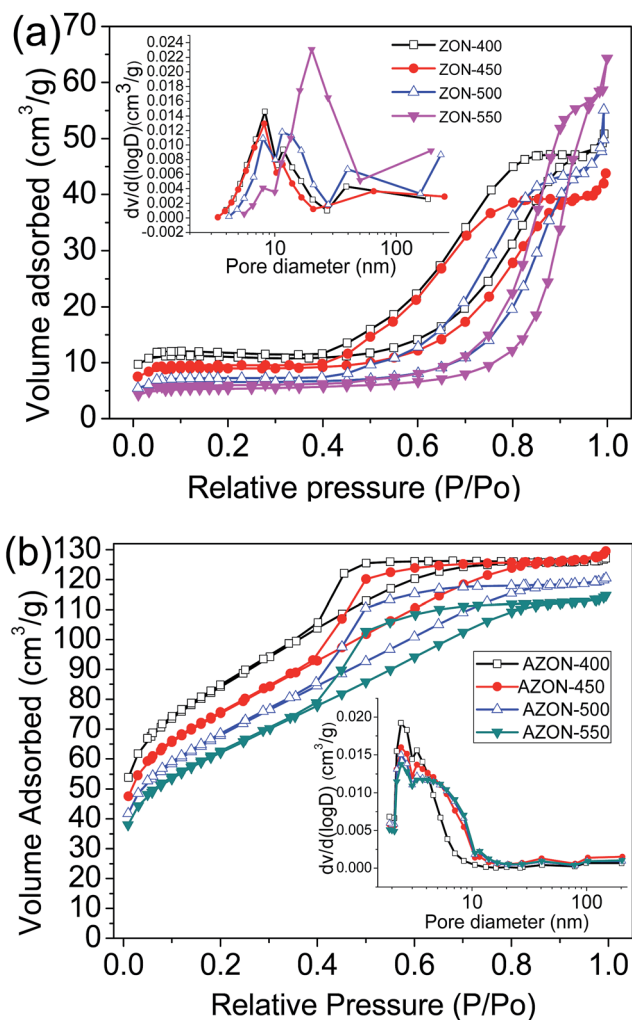 (a)
0.024
0.022
0.020
0.018
0.016
0.014
0.012
0.010
0.008
0.006
0.004
0.002
0.000
-0.002
dv/d(logD)(cm³/g)
10
100
Pore diameter (nm)
ZON-400
ZON-450
ZON-500
ZON-550
70
60
50
40
30
20
10
0
Volume adsorbed (cm³/g)
0.0 0.2 0.4 0.6 0.8 1.0
Relative pressure (P/Po)
(b)
130
120
110
100
90
80
70
60
50
40
30
20
10
0
Volume Adsorbed (cm³/g)
AZON-400
AZON-450
AZON-500
AZON-550
0.020
0.015
0.010
0.005
0.000
dv/d(logD) (cm³/g)
10
100
Pore diameter (nm)
0.0 0.2 0.4 0.6 0.8 1.0
Relative Pressure (P/Po)